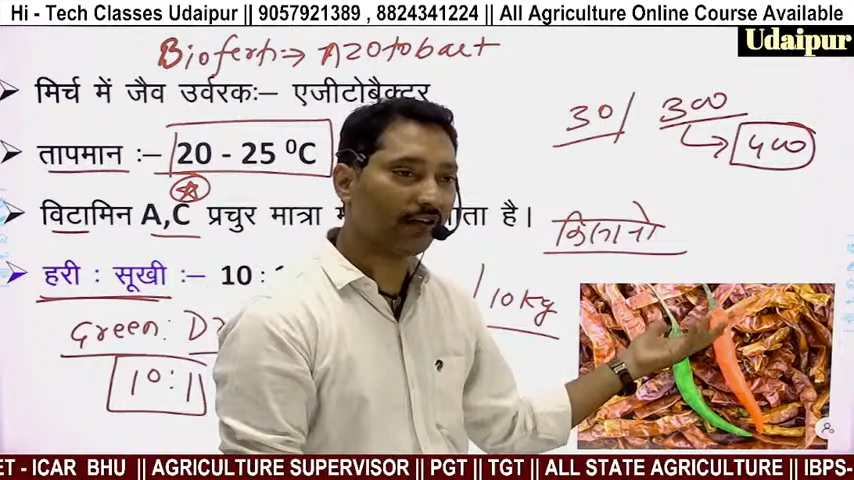 Hi - Tech Classes Udaipur || 9057921389 , 8824341224 || All Agriculture Online Course Available
Udaipur
Biofert:⇒ Azotobact
मिर्च में जैव उर्वरकः– एजीटोबैक्टर
30/ 300
400
तापमान :– 20 - 25 ⁰C
विटामिन A,C प्रचुर मात्रा में ता है।
किसानो
हरी : सूखी :– 10 :
10 Kg
Green:
10:1
ET - ICAR BHU || AGRICULTURE SUPERVISOR || PGT || TGT || ALL STATE AGRICULTURE || IBPS-